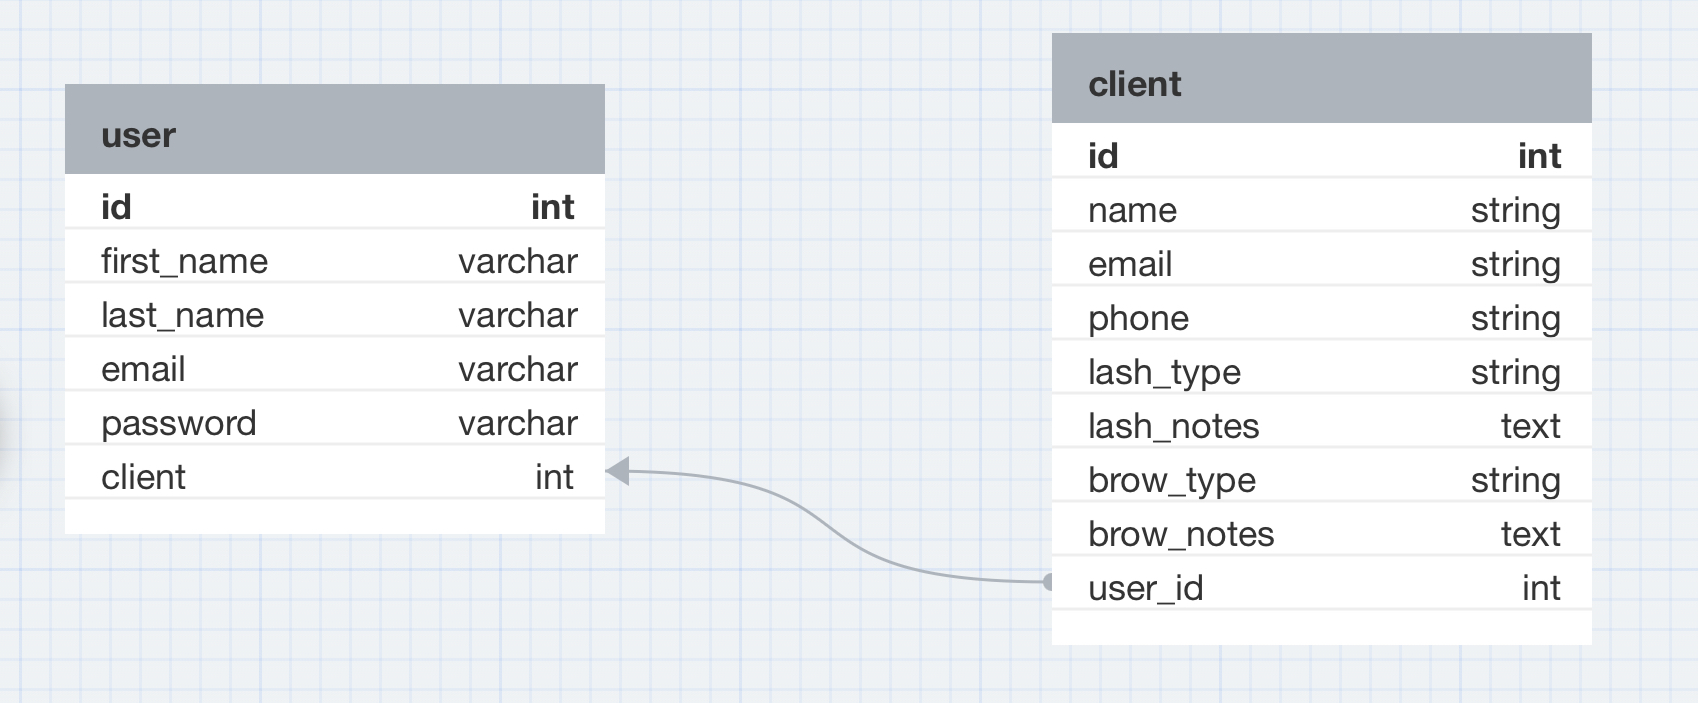 user
id int
first_name varchar
last_name varchar
email varchar
password varchar
client int
client
id int
name string
email string
phone string
lash_type string
lash_notes text
brow_type string
brow_notes text
user_id int